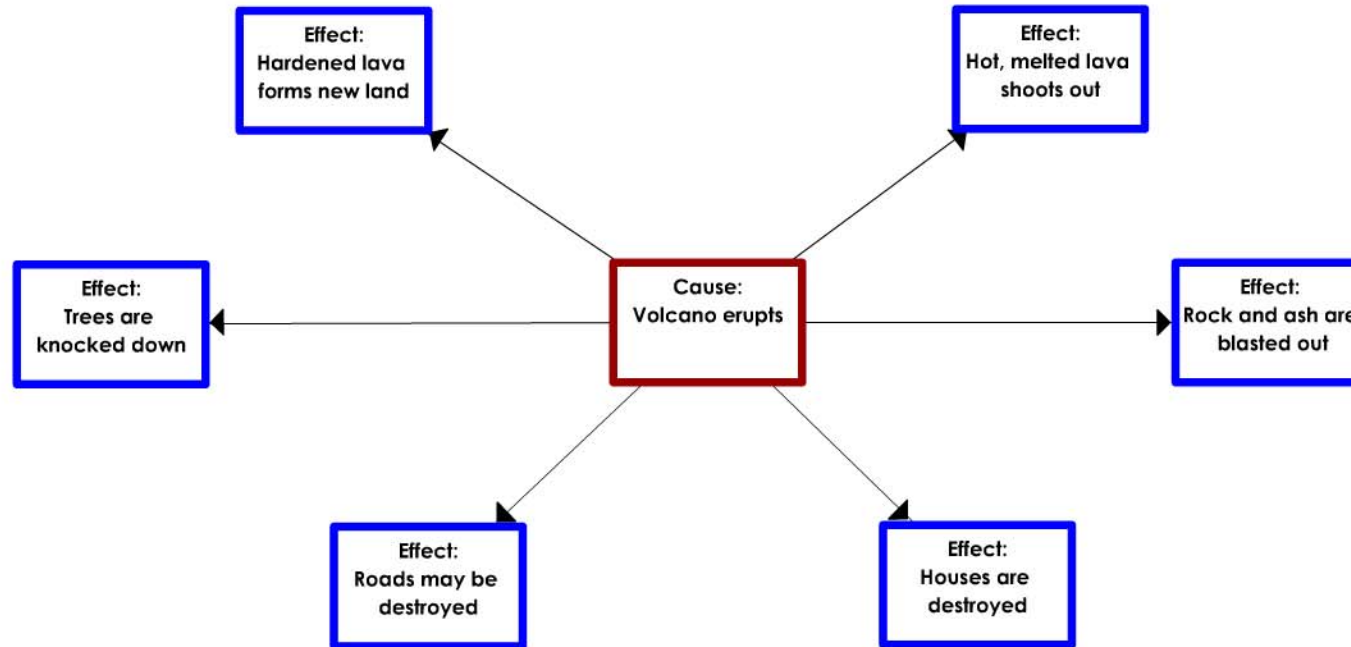 Effect:
Hardened lava
forms new land
Effect:
Hot, melted lava
shoots out
Effect:
Trees are
knocked down
Cause:
Volcano erupts
Effect:
Rock and ash are
blasted out
Effect:
Roads may be
destroyed
Effect:
Houses are
destroyed